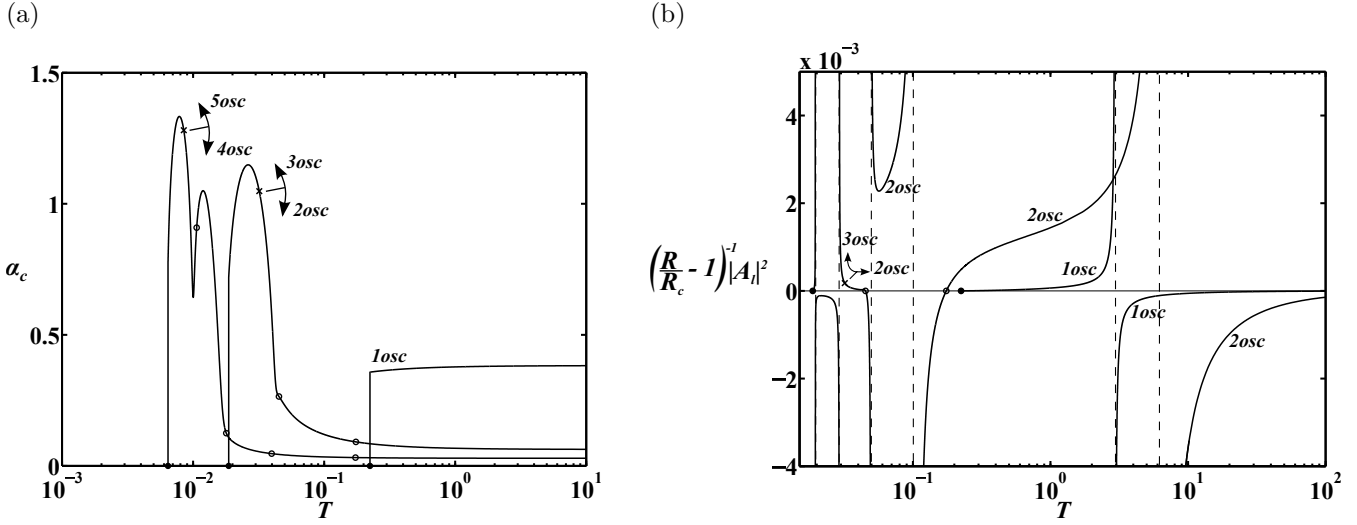 (a)
1.5
1
0.5
0
α_c
5osc
4osc
3osc
2osc
1osc
10^-3 10^-2 10^-1 10^0 10^1
T
(b)
x 10^-3
4
2
0
-2
-4
(R/R_c - 1)^-1 |A_1|^2
3osc
2osc
2osc
2osc
1osc
1osc
2osc
10^-1 10^0 10^1 10^2
T